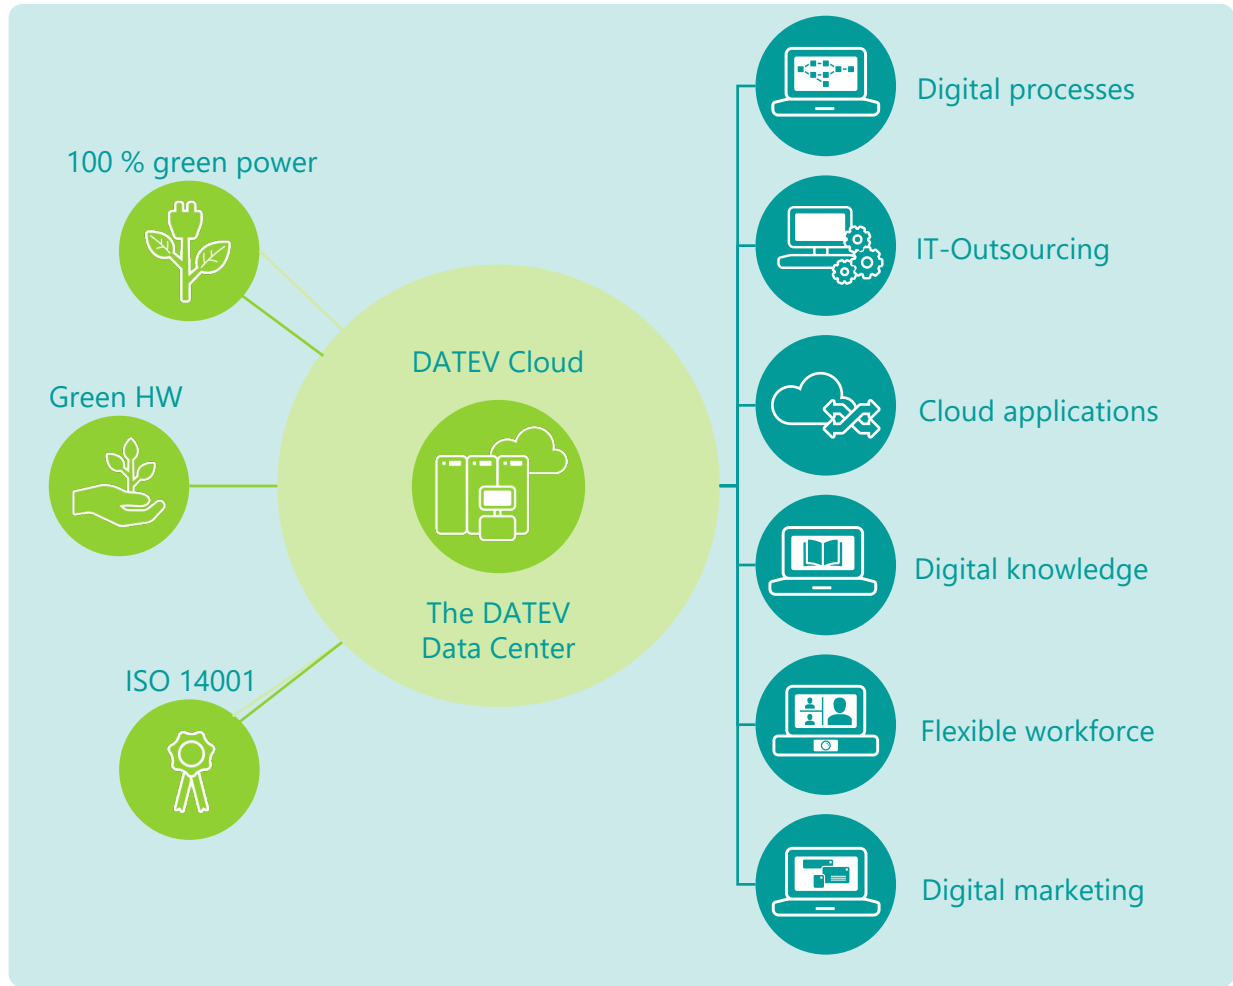 100 % green power
Green HW
ISO 14001
DATEV Cloud
The DATEV
Data Center
Digital processes
IT-Outsourcing
Cloud applications
Digital knowledge
Flexible workforce
Digital marketing